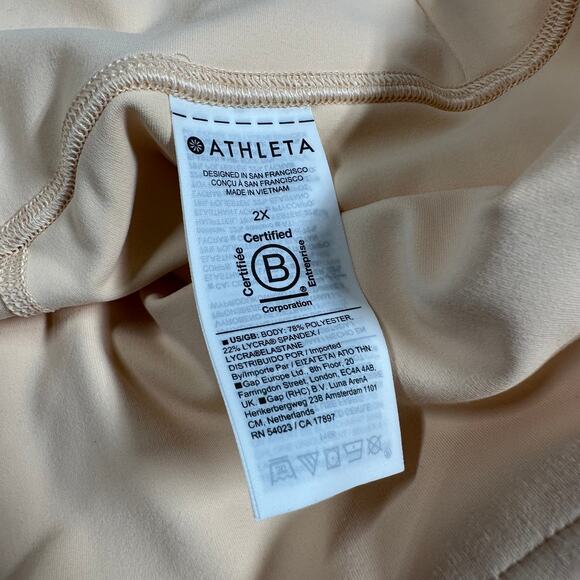 ATHLETA
DESIGNED IN SAN FRANCISCO
CONÇU À SAN FRANCISCO
MADE IN VIETNAM
2X
Certified
Certifiée
B
Entreprise
®
Corporation
■ US/GB: BODY: 78% POLYESTER,
22% LYCRA® SPANDEX /
LYCRA®ELASTANE
DISTRIBUIDO POR / Imported
By/Importe Par / ΕΙΣΑΓΕΤΑΙ ΑΠΟ ΤΗΝ
■ Gap Europe Ltd., 8th Floor, 20
Farringdon Street, London, EC4A 4AB,
UK. ■ Gap (RHC) B.V. Luna ArenA
Herikerbergweg 238 Amsterdam 1101
CM. Netherlands
RN 54023 / CA 17897